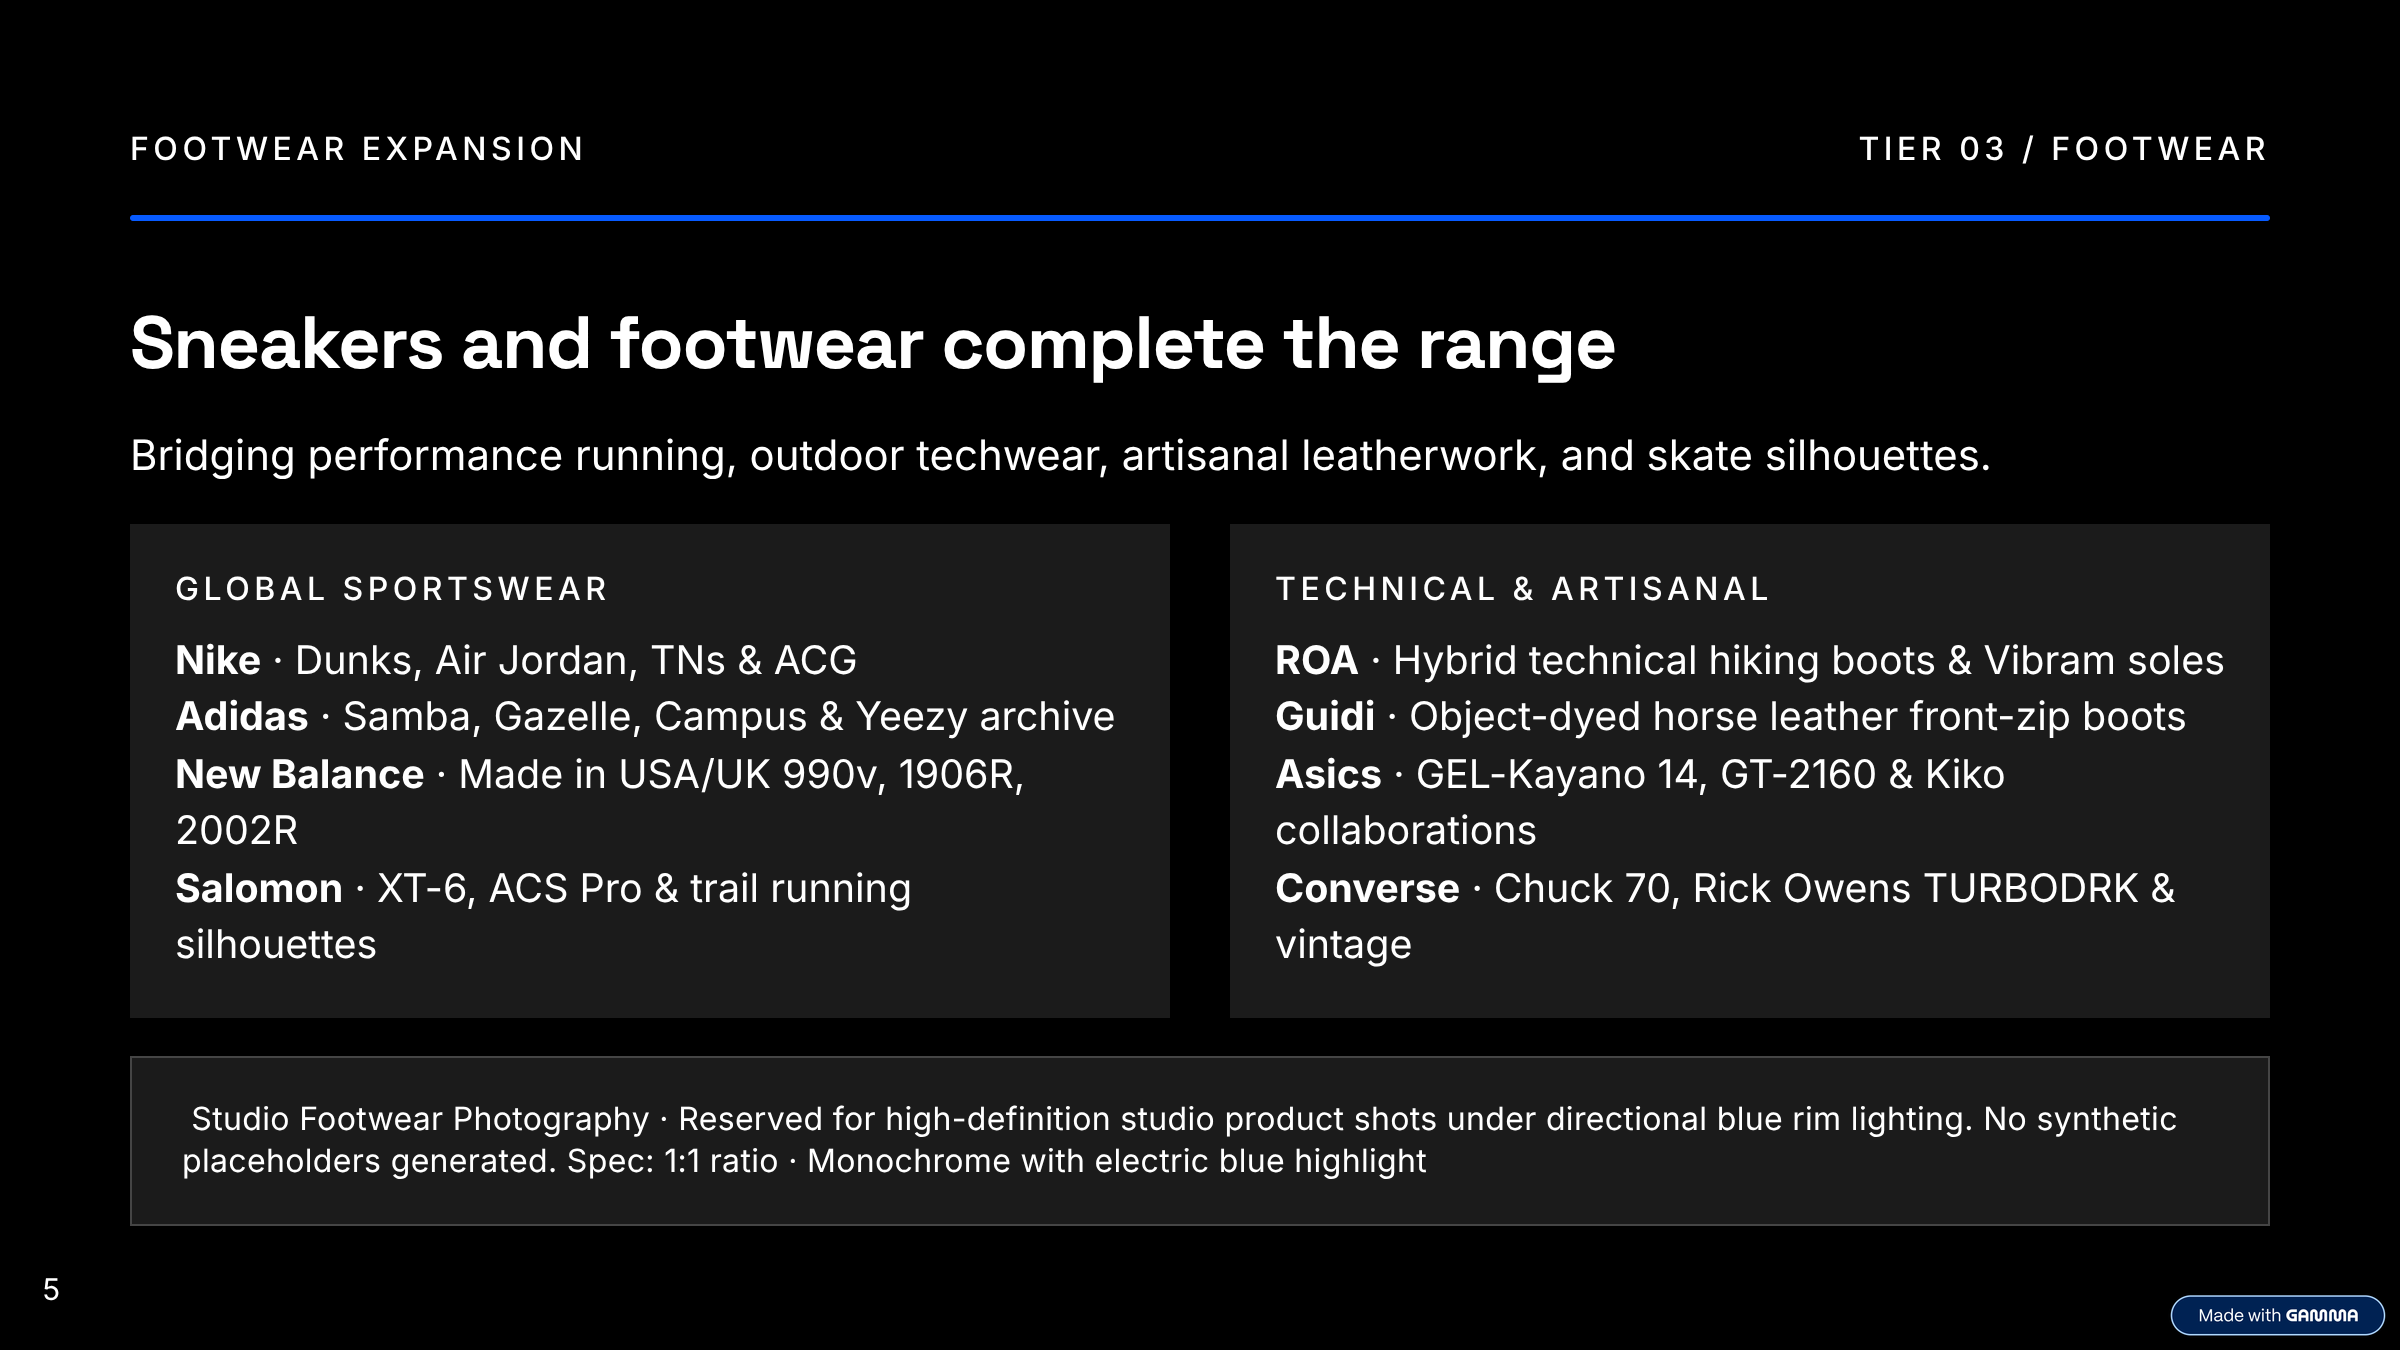 FOOTWEAR EXPANSION
TIER 03 / FOOTWEAR
Sneakers and footwear complete the range
Bridging performance running, outdoor techwear, artisanal leatherwork, and skate silhouettes.
GLOBAL SPORTSWEAR
Nike · Dunks, Air Jordan, TNs & ACG
Adidas · Samba, Gazelle, Campus & Yeezy archive
New Balance · Made in USA/UK 990v, 1906R,
2002R
Salomon · XT-6, ACS Pro & trail running
silhouettes
TECHNICAL & ARTISANAL
ROA · Hybrid technical hiking boots & Vibram soles
Guidi · Object-dyed horse leather front-zip boots
Asics · GEL-Kayano 14, GT-2160 & Kiko
collaborations
Converse · Chuck 70, Rick Owens TURBODRK &
vintage
Studio Footwear Photography · Reserved for high-definition studio product shots under directional blue rim lighting. No synthetic
placeholders generated. Spec: 1:1 ratio · Monochrome with electric blue highlight
5
Made with GAMMA